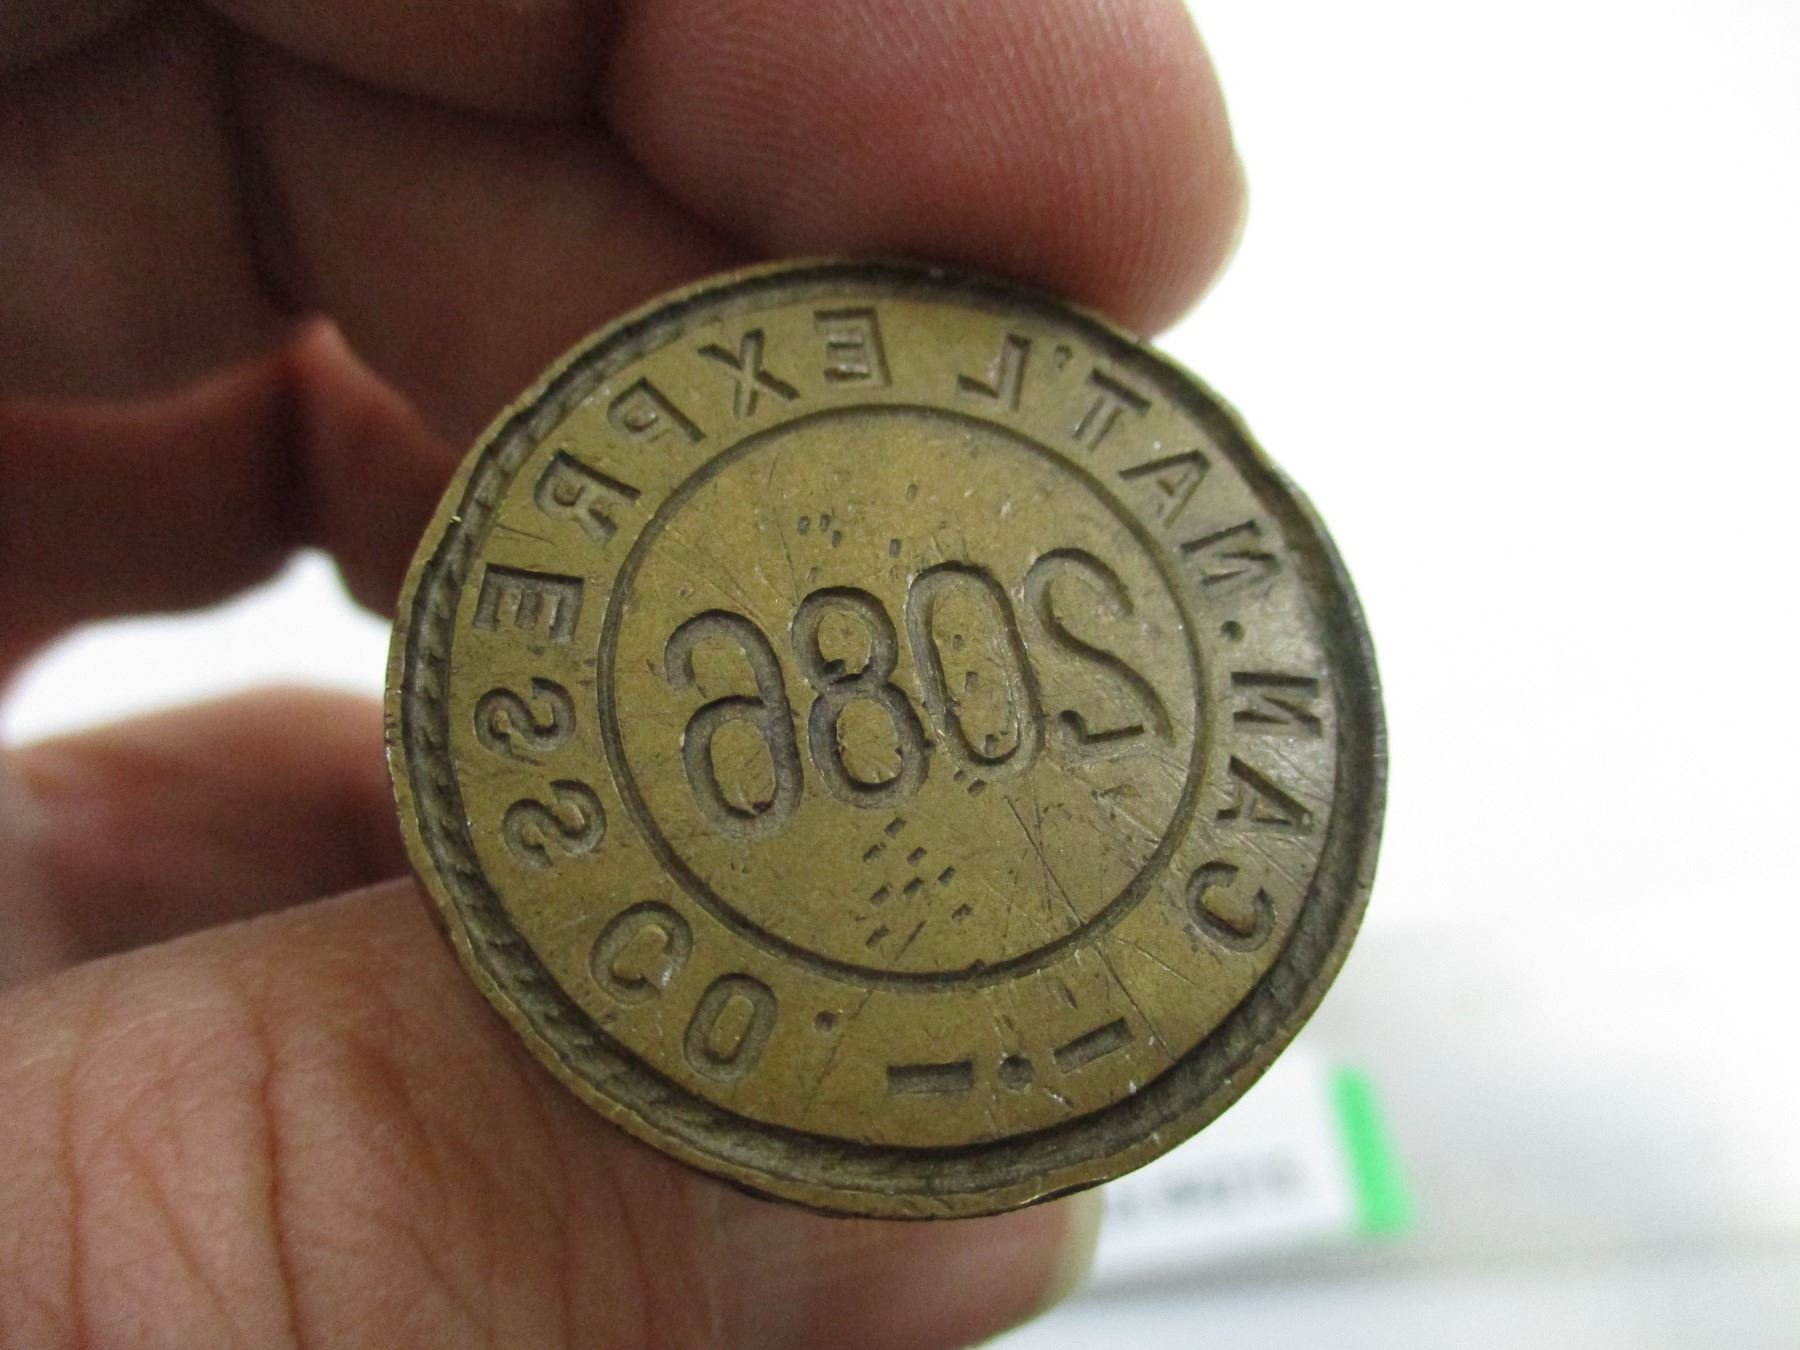 CAN. NAT'L EXPRESS CO.
2086